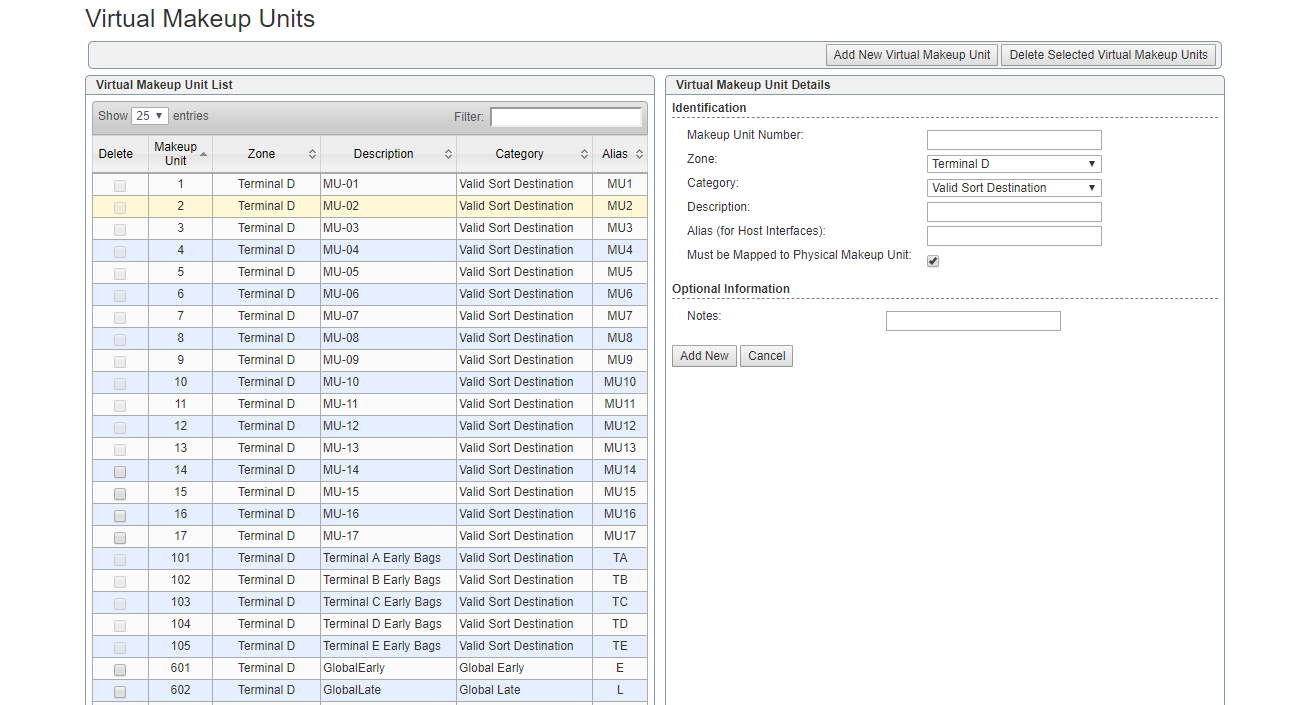 Virtual Makeup Units
Add New Virtual Makeup Unit Delete Selected Virtual Makeup Units
Virtual Makeup Unit List
Show 25 entries Filter:
Delete Makeup Unit Zone Description Category Alias
1 Terminal D MU-01 Valid Sort Destination MU1
2 Terminal D MU-02 Valid Sort Destination MU2
3 Terminal D MU-03 Valid Sort Destination MU3
4 Terminal D MU-04 Valid Sort Destination MU4
5 Terminal D MU-05 Valid Sort Destination MU5
6 Terminal D MU-06 Valid Sort Destination MU6
7 Terminal D MU-07 Valid Sort Destination MU7
8 Terminal D MU-08 Valid Sort Destination MU8
9 Terminal D MU-09 Valid Sort Destination MU9
10 Terminal D MU-10 Valid Sort Destination MU10
11 Terminal D MU-11 Valid Sort Destination MU11
12 Terminal D MU-12 Valid Sort Destination MU12
13 Terminal D MU-13 Valid Sort Destination MU13
14 Terminal D MU-14 Valid Sort Destination MU14
15 Terminal D MU-15 Valid Sort Destination MU15
16 Terminal D MU-16 Valid Sort Destination MU16
17 Terminal D MU-17 Valid Sort Destination MU17
101 Terminal D Terminal A Early Bags Valid Sort Destination TA
102 Terminal D Terminal B Early Bags Valid Sort Destination TB
103 Terminal D Terminal C Early Bags Valid Sort Destination TC
104 Terminal D Terminal D Early Bags Valid Sort Destination TD
105 Terminal D Terminal E Early Bags Valid Sort Destination TE
601 Terminal D GlobalEarly Global Early E
602 Terminal D GlobalLate Global Late L
Virtual Makeup Unit Details
Identification
Makeup Unit Number:
Zone: Terminal D
Category: Valid Sort Destination
Description:
Alias (for Host Interfaces):
Must be Mapped to Physical Makeup Unit:
Optional Information
Notes:
Add New Cancel